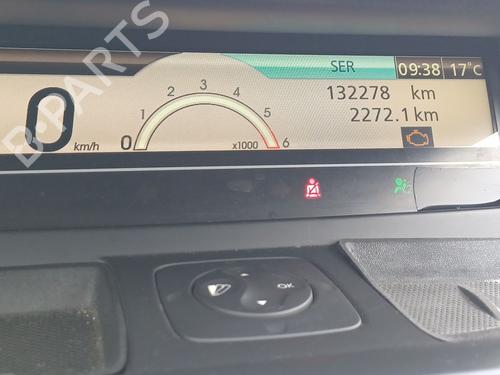 B-PARTS
SER
09:38 17°C
0 km/h
0 1 2 3 4 5 6
x1000
132278 km
2272.1 km
OK